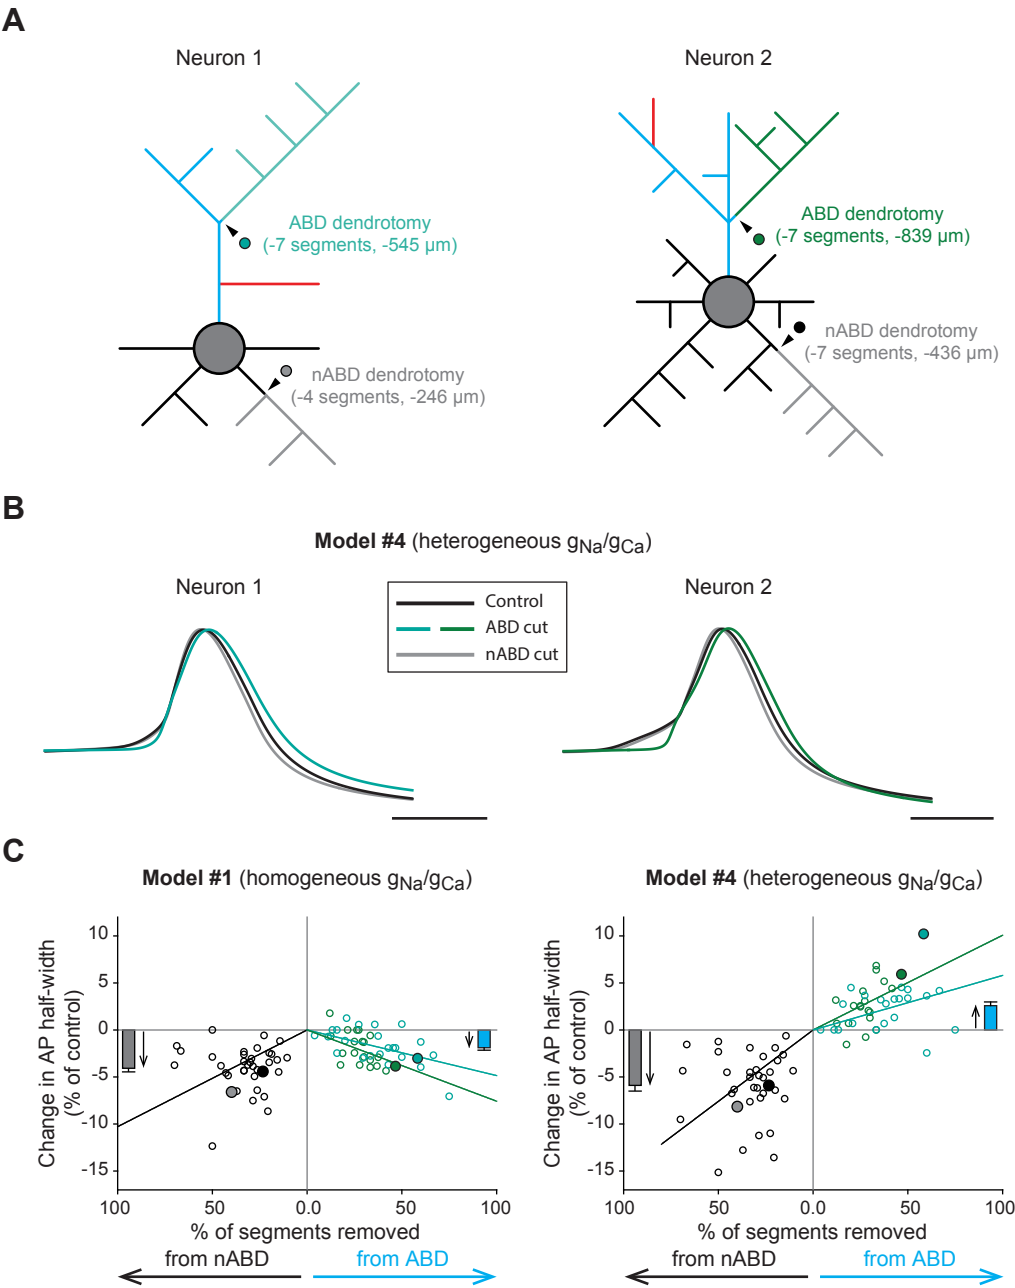 A
Neuron 1
Neuron 2
ABD dendrotomy
(-7 segments, -545 µm)
nABD dendrotomy
(-4 segments, -246 µm)
ABD dendrotomy
(-7 segments, -839 µm)
nABD dendrotomy
(-7 segments, -436 µm)
B
Model #4 (heterogeneous gNa/gCa)
Neuron 1
Neuron 2
Control
ABD cut
nABD cut
C
Model #1 (homogeneous gNa/gCa)
Change in AP half-width
(% of control)
10
5
0
-5
-10
-15
100
50
0.0
50
100
% of segments removed
from nABD
from ABD
Model #4 (heterogeneous gNa/gCa)
Change in AP half-width
(% of control)
10
5
0
-5
-10
-15
100
50
0.0
50
100
% of segments removed
from nABD
from ABD